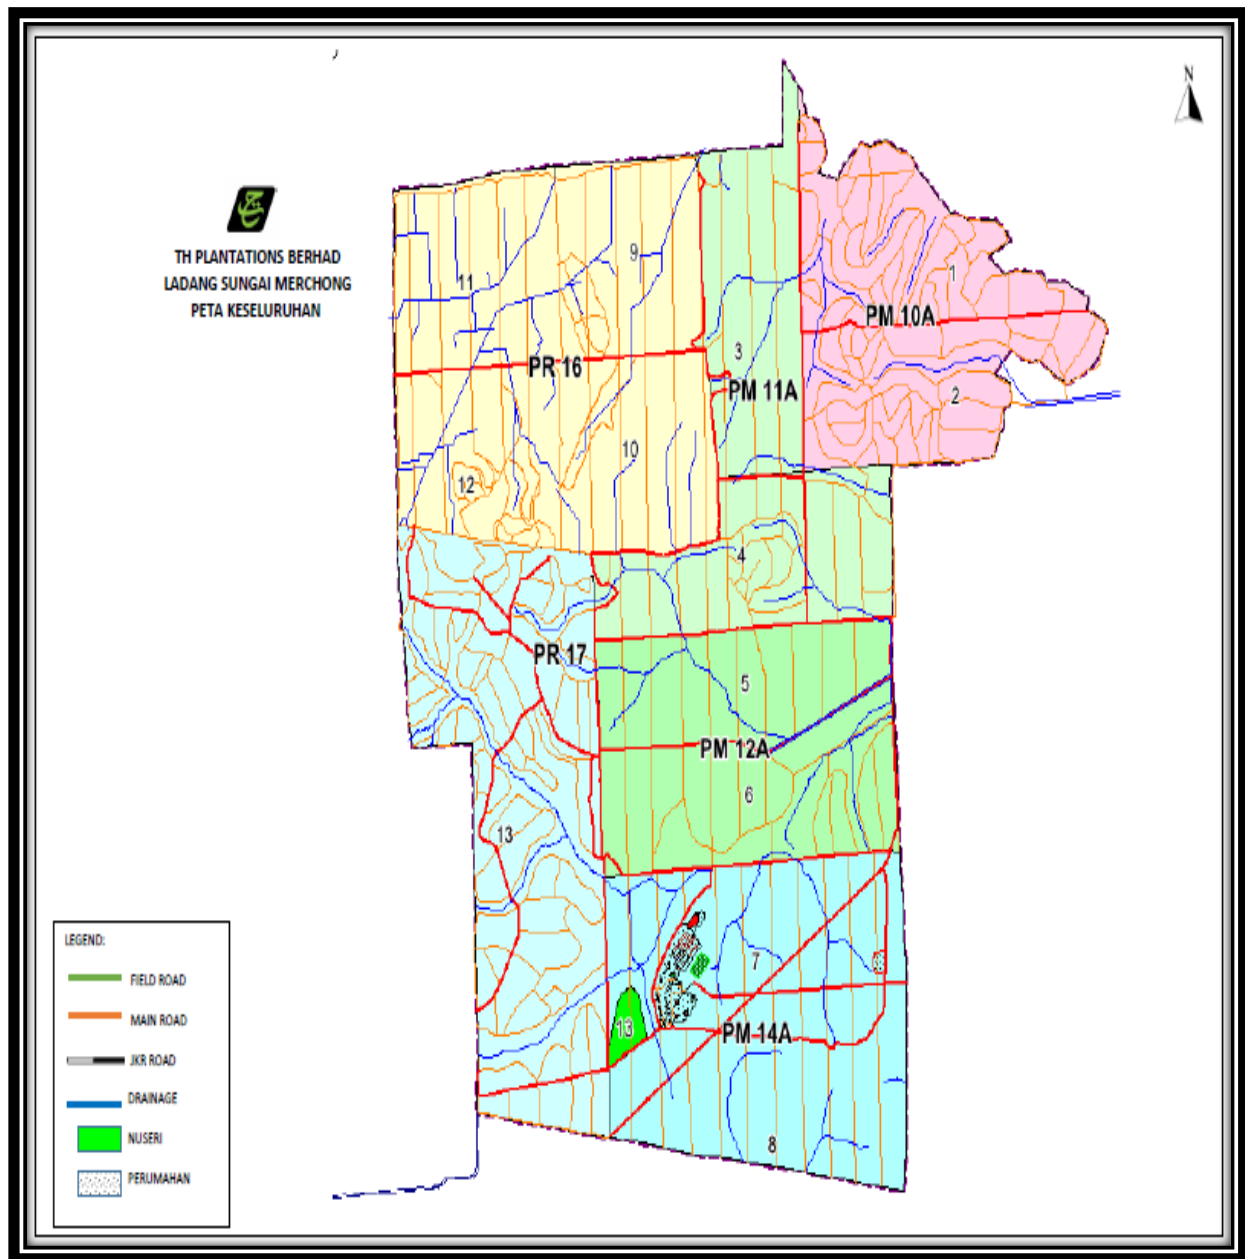 N
TH PLANTATIONS BERHAD
LADANG SUNGAI MERCHONG
PETA KESELURUHAN
9
11
1
PM 10A
3
PR 16
PM 11A
2
10
12
4
PR 17
5
PM 12A
6
13
7
13
PM 14A
8
LEGEND:
FIELD ROAD
MAIN ROAD
JKR ROAD
DRAINAGE
NUSERI
PERUMAHAN